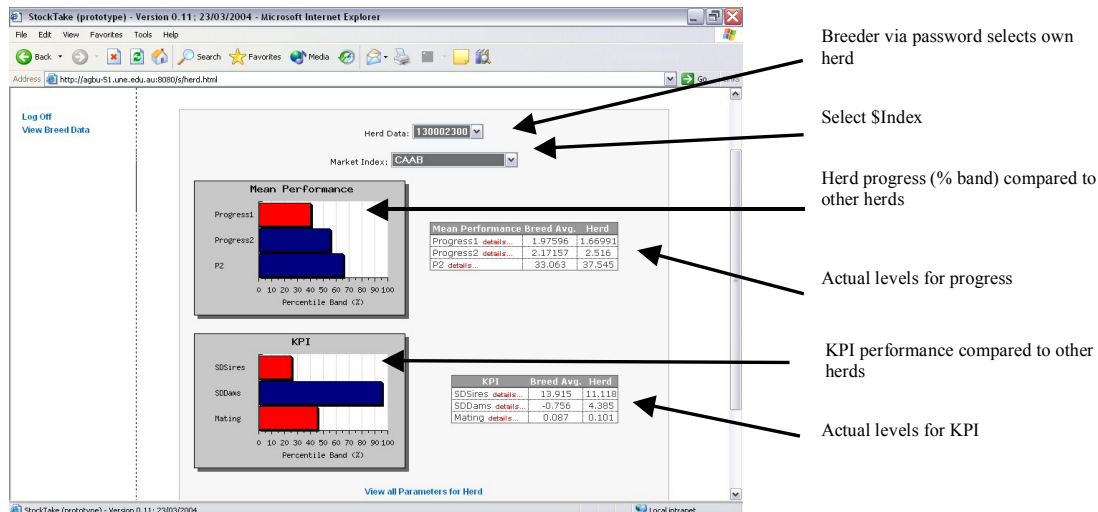 StockTake (prototype) - Version 0.11; 23/03/2004 - Microsoft Internet Explorer
File Edit View Favorites Tools Help
Back Search Favorites Media
Address http://agbu-51.une.edu.au:8080/s/herd.html Go
Log Off
View Breed Data
Herd Data: 130002300
Market Index: CAAB
Mean Performance
Progress1
Progress2
P2
0 10 20 30 40 50 60 70 80 90 100
Percentile Band (%)
Mean Performance Breed Avg. Herd
Progress1 details... 1.97596 1.66991
Progress2 details... 2.17157 2.516
P2 details... 33.063 37.545
KPI
SDSires
SDDams
Mating
0 10 20 30 40 50 60 70 80 90 100
Percentile Band (%)
KPI Breed Avg. Herd
SDSires details... 13.915 11.118
SDDams details... -0.756 4.385
Mating details... 0.087 0.101
View all Parameters for Herd
StockTake (prototype) - Version 0.11; 23/03/2004 Local intranet
Breeder via password selects own
herd
Select $Index
Herd progress (% band) compared to
other herds
Actual levels for progress
KPI performance compared to other
herds
Actual levels for KPI